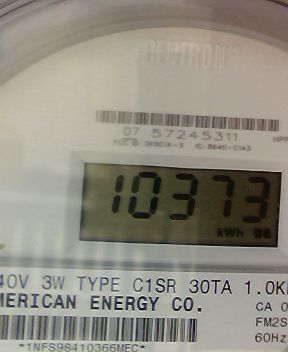 CENTRON
07 57245311
10373
kWh
40V 3W TYPE C1SR 30TA 1.0K
MERICAN ENERGY CO.
CA 0
FM2S
60Hz
*1NFS98410366MEC*